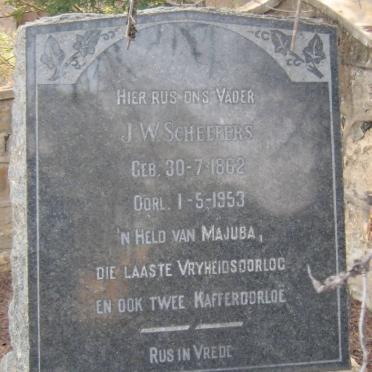 HIER RUS ONS VADER
J.W. SCHEEPERS
GEB. 30-7-1862
OORL. 1-5-1953
'N HELD VAN MAJUBA,
DIE LAASTE VRYHEIDSOORLOG
EN OOK TWEE KAFFEROORLOË
RUS IN VREDE